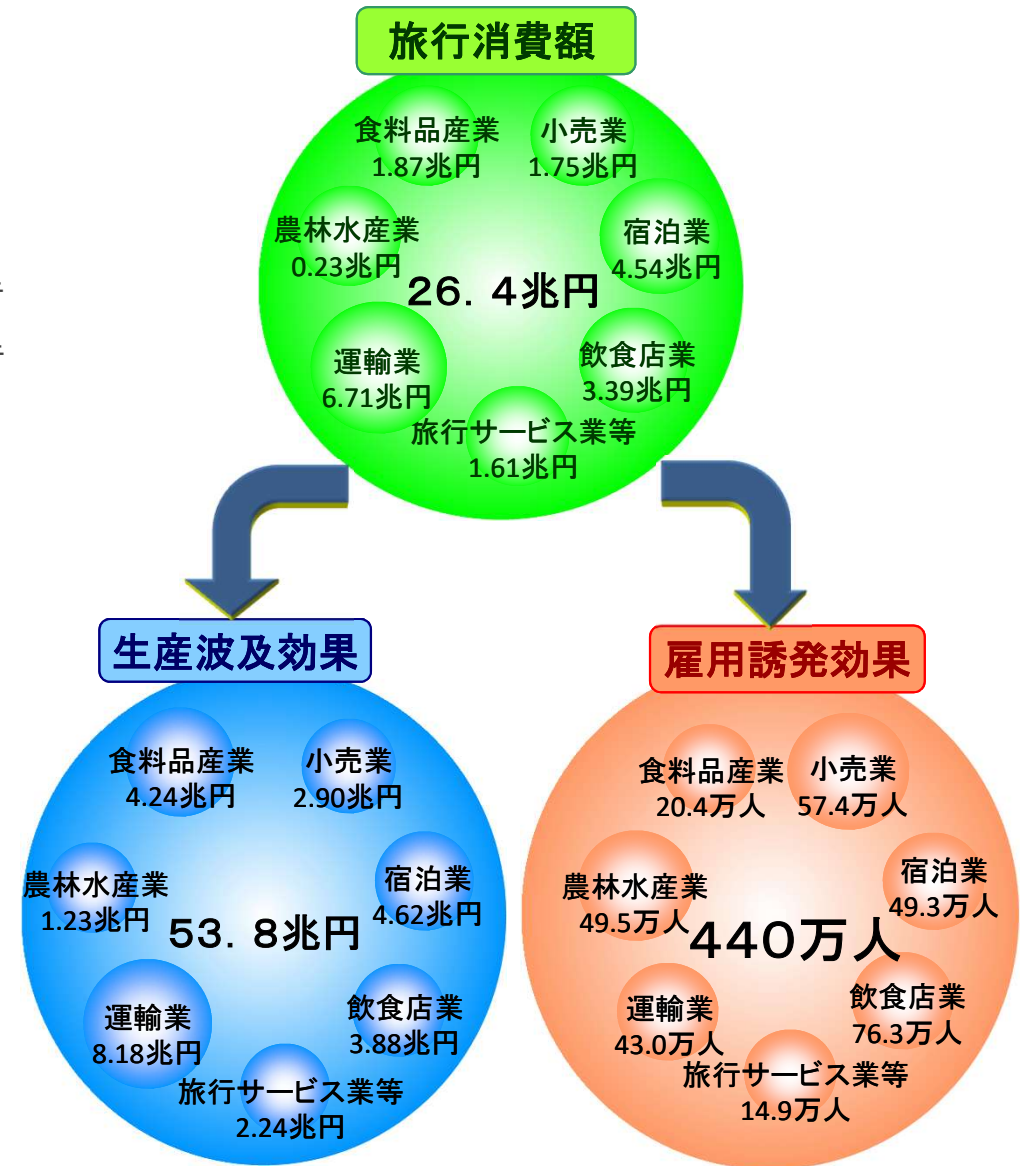 旅行消費額
食料品産業
1.87兆円
小売業
1.75兆円
農林水産業
0.23兆円
宿泊業
4.54兆円
26. 4兆円
運輸業
6.71兆円
飲食店業
3.39兆円
旅行サービス業等
1.61兆円
生産波及効果
食料品産業
4.24兆円
小売業
2.90兆円
農林水産業
1.23兆円
宿泊業
4.62兆円
53. 8兆円
運輸業
8.18兆円
飲食店業
3.88兆円
旅行サービス業等
2.24兆円
雇用誘発効果
食料品産業
20.4万人
小売業
57.4万人
農林水産業
49.5万人
宿泊業
49.3万人
440万人
運輸業
43.0万人
飲食店業
76.3万人
旅行サービス業等
14.9万人